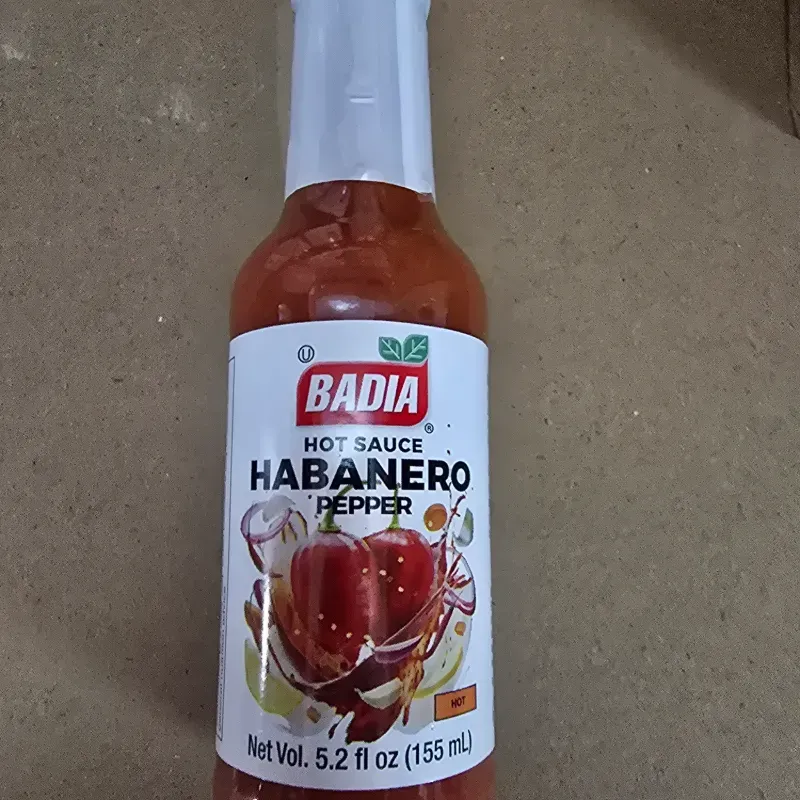 U
BADIA
®
HOT SAUCE
HABANERO
PEPPER
HOT
Net Vol. 5.2 fl oz (155 mL)